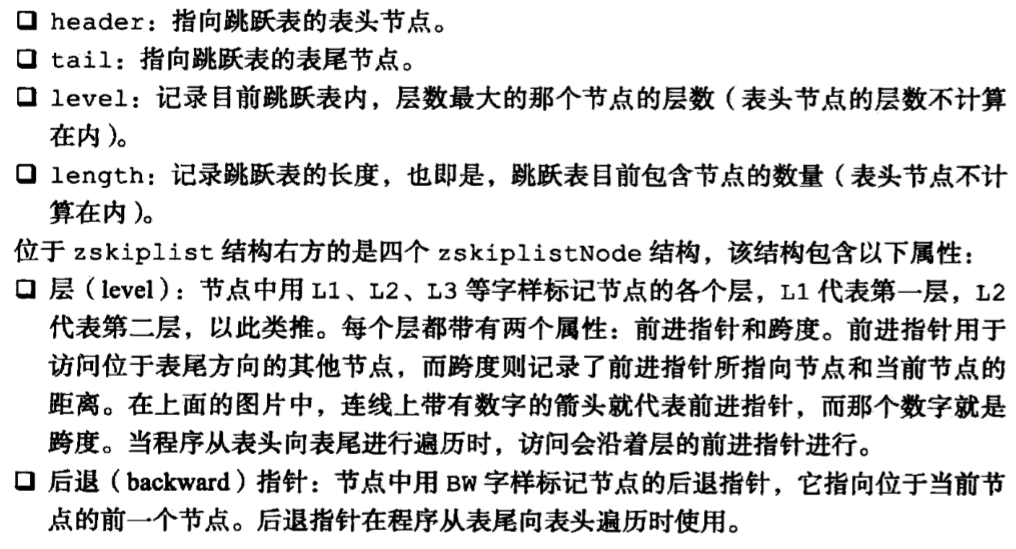 ❑ header：指向跳跃表的表头节点。
❑ tail：指向跳跃表的表尾节点。
❑ level：记录目前跳跃表内，层数最大的那个节点的层数（表头节点的层数不计算
在内）。
❑ length：记录跳跃表的长度，也即是，跳跃表目前包含节点的数量（表头节点不计
算在内）。
位于 zskiplist 结构右方的是四个 zskiplistNode 结构，该结构包含以下属性：
❑ 层（level）：节点中用 L1、L2、L3 等字样标记节点的各个层，L1 代表第一层，L2
代表第二层，以此类推。每个层都带有两个属性：前进指针和跨度。前进指针用于
访问位于表尾方向的其他节点，而跨度则记录了前进指针所指向节点和当前节点的
距离。在上面的图片中，连线上带有数字的箭头就代表前进指针，而那个数字就是
跨度。当程序从表头向表尾进行遍历时，访问会沿着层的前进指针进行。
❑ 后退（backward）指针：节点中用 BW 字样标记节点的后退指针，它指向位于当前节
点的前一个节点。后退指针在程序从表尾向表头遍历时使用。